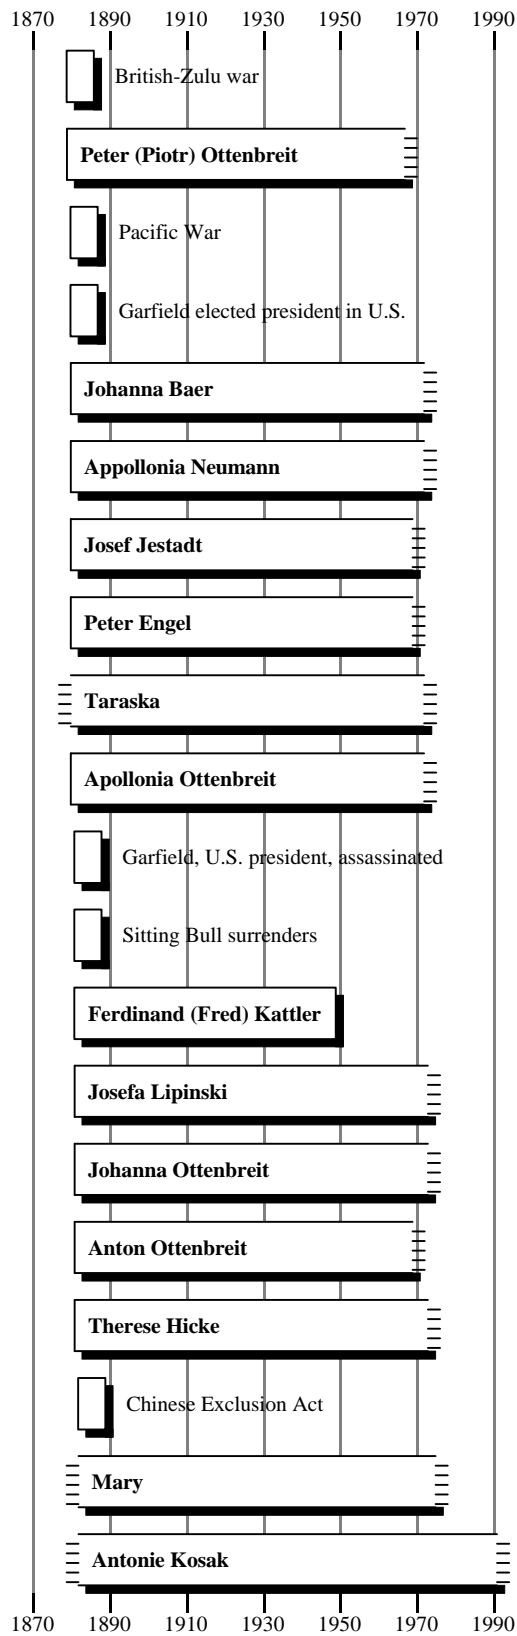 1870 1890 1910 1930 1950 1970 1990
British-Zulu war
Peter (Piotr) Ottenbreit
Pacific War
Garfield elected president in U.S.
Johanna Baer
Appollonia Neumann
Josef Jestadt
Peter Engel
Taraska
Apollonia Ottenbreit
Garfield, U.S. president, assassinated
Sitting Bull surrenders
Ferdinand (Fred) Kattler
Josefa Lipinski
Johanna Ottenbreit
Anton Ottenbreit
Therese Hicke
Chinese Exclusion Act
Mary
Antonie Kosak
1870 1890 1910 1930 1950 1970 1990